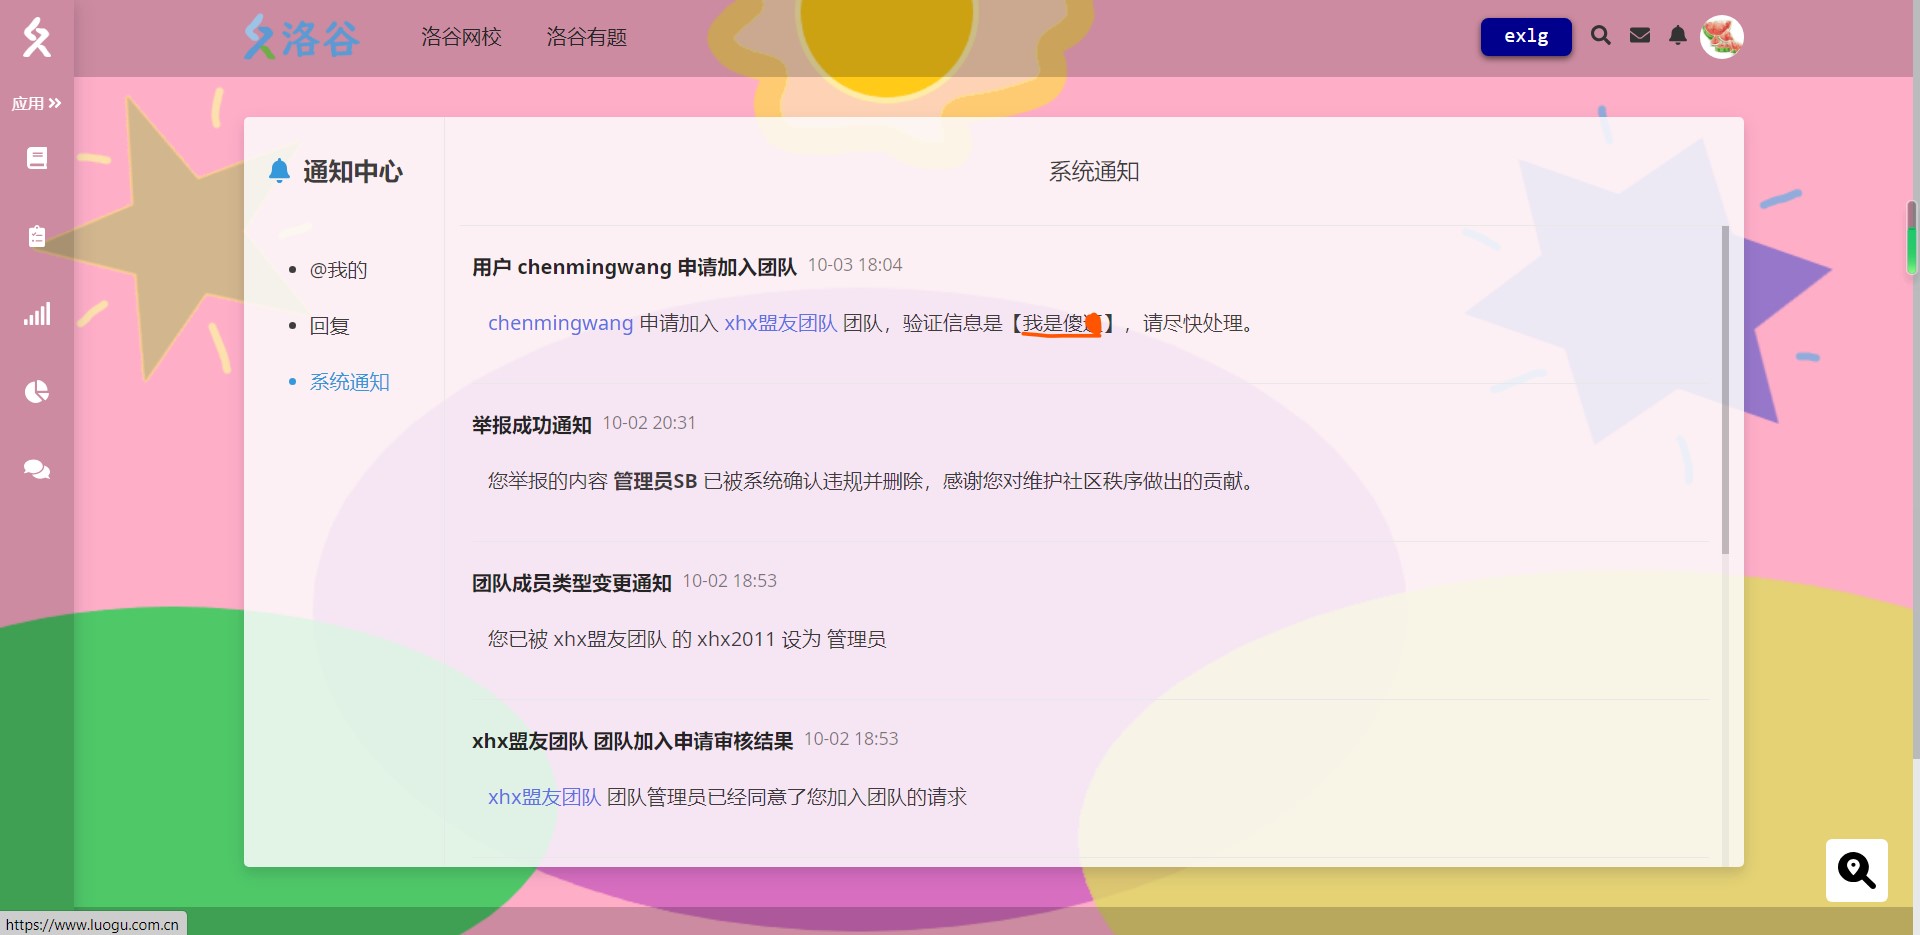 洛谷 洛谷网校 洛谷有题 exlg
应用
通知中心
@我的
回复
系统通知
系统通知
用户 chenmingwang 申请加入团队 10-03 18:04
chenmingwang 申请加入 xhx盟友团队 团队，验证信息是【我是傻】，请尽快处理。
举报成功通知 10-02 20:31
您举报的内容 管理员SB 已被系统确认违规并删除，感谢您对维护社区秩序做出的贡献。
团队成员类型变更通知 10-02 18:53
您已被 xhx盟友团队 的 xhx2011 设为 管理员
xhx盟友团队 团队加入申请审核结果 10-02 18:53
xhx盟友团队 团队管理员已经同意了您加入团队的请求
https://www.luogu.com.cn